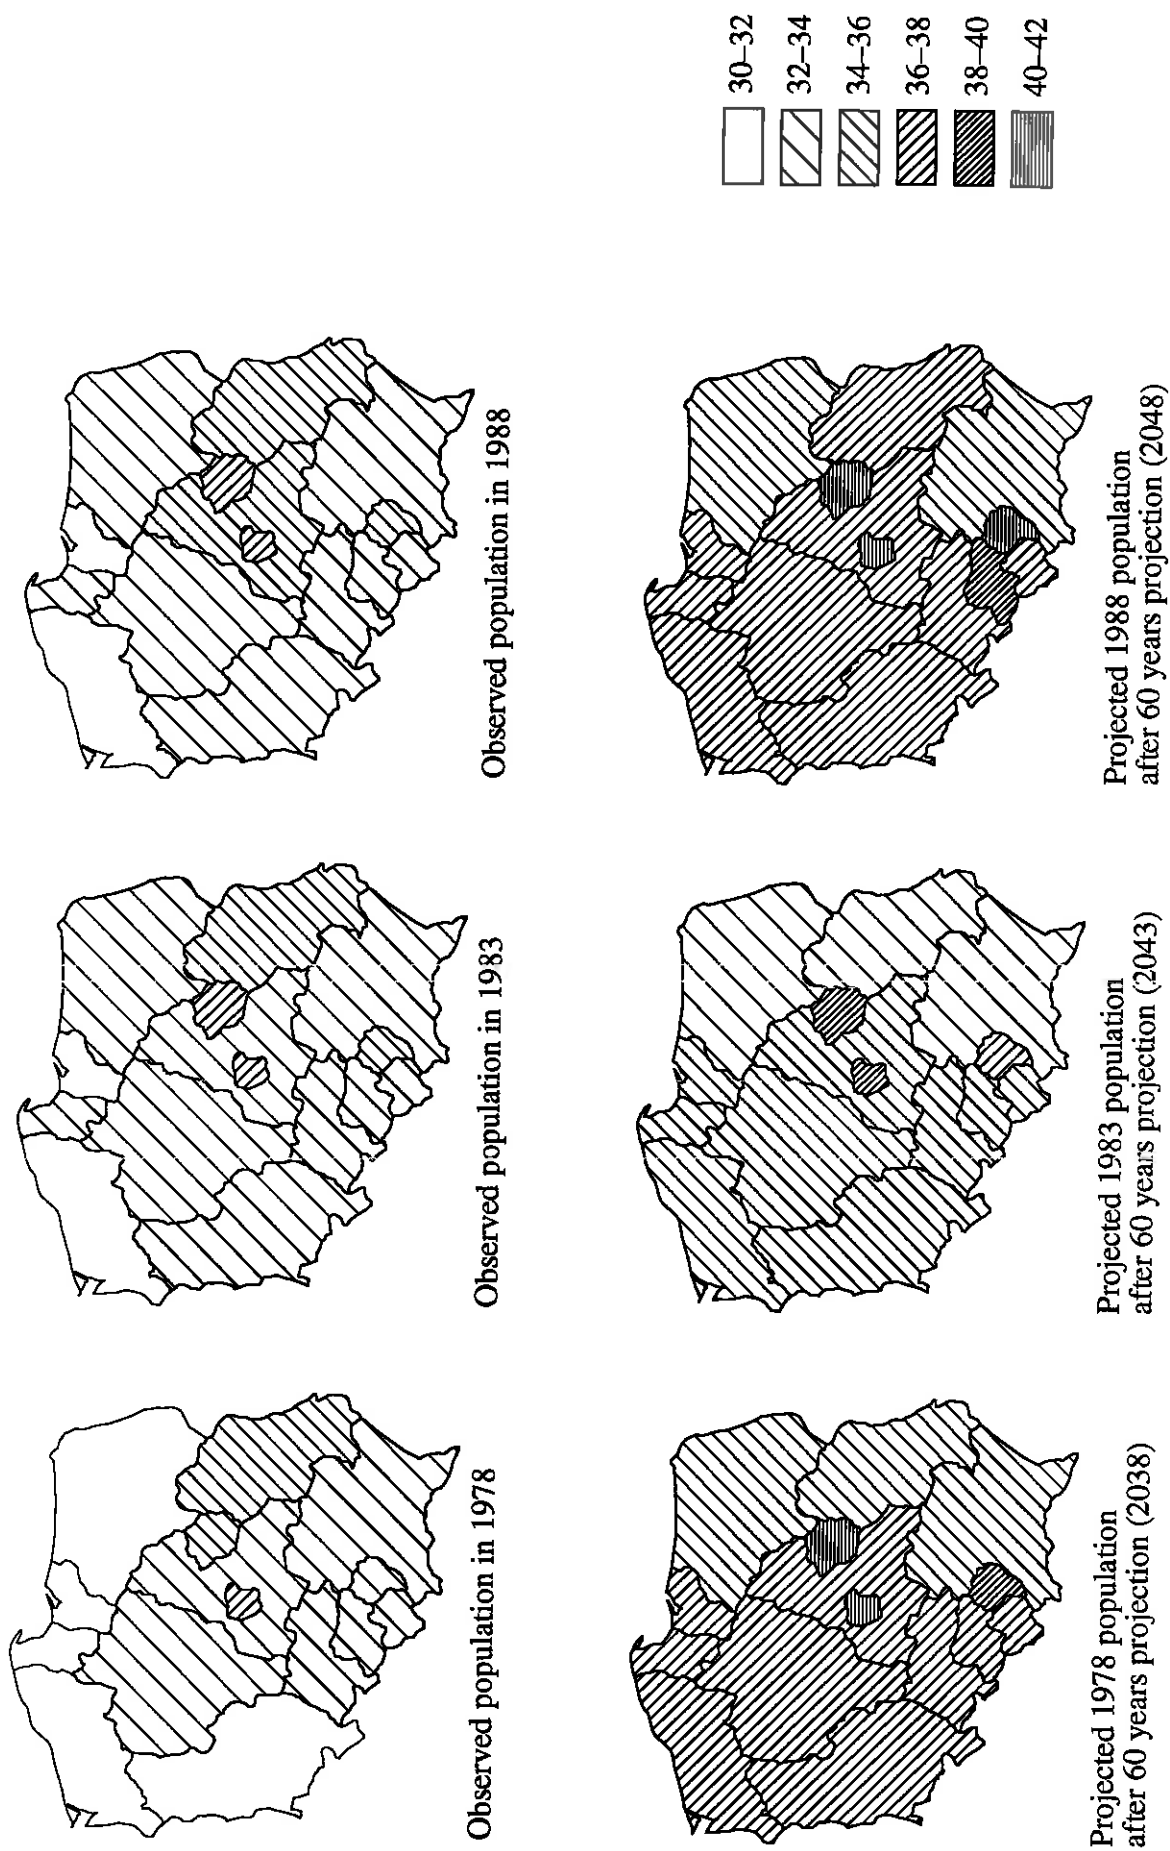 Observed population in 1978
Observed population in 1983
Observed population in 1988
Projected 1978 population
after 60 years projection (2038)
Projected 1983 population
after 60 years projection (2043)
Projected 1988 population
after 60 years projection (2048)
30–32
32–34
34–36
36–38
38–40
40–42